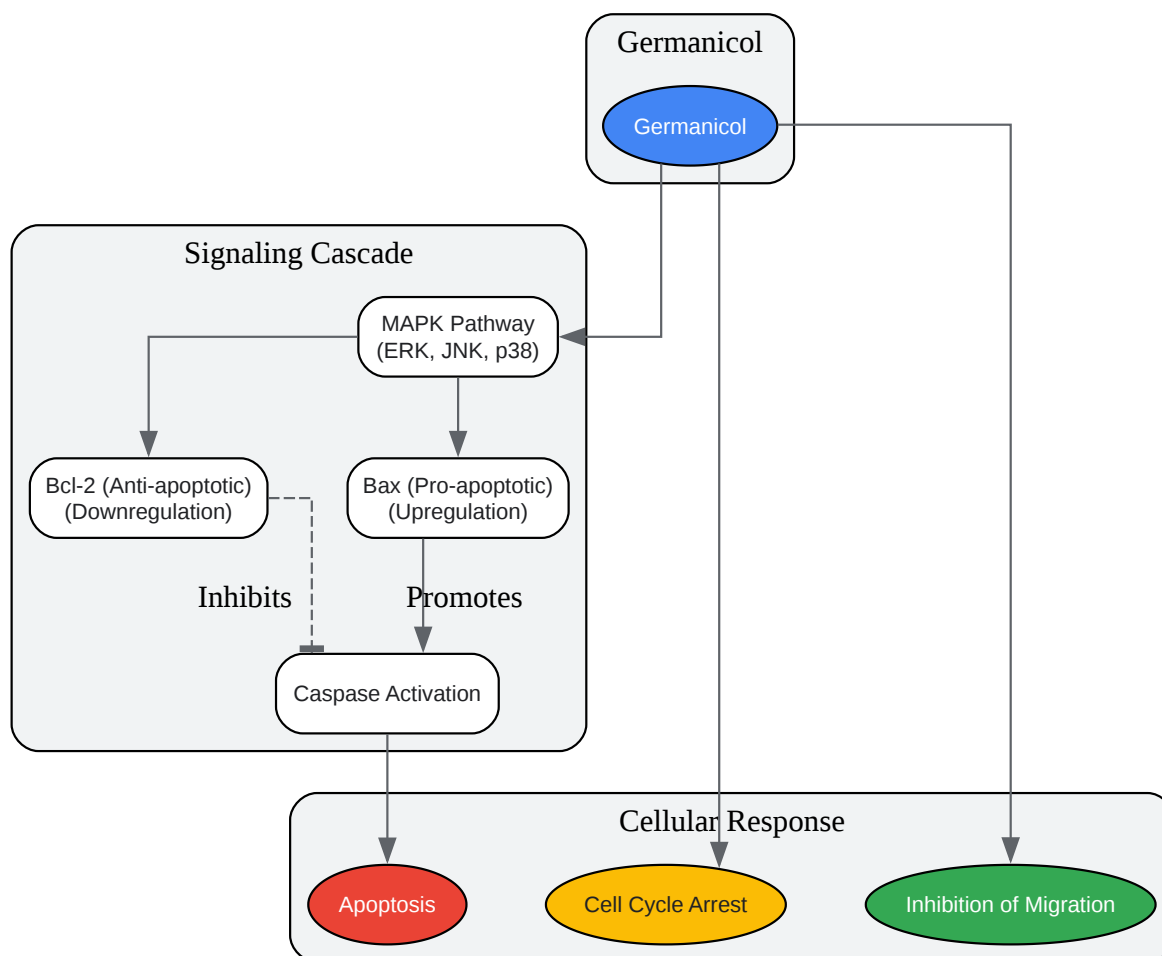 Germanicol
Germanicol
Signaling Cascade
MAPK Pathway
(ERK, JNK, p38)
Bcl-2 (Anti-apoptotic)
(Downregulation)
Bax (Pro-apoptotic)
(Upregulation)
Inhibits
Promotes
Caspase Activation
Cellular Response
Apoptosis
Cell Cycle Arrest
Inhibition of Migration